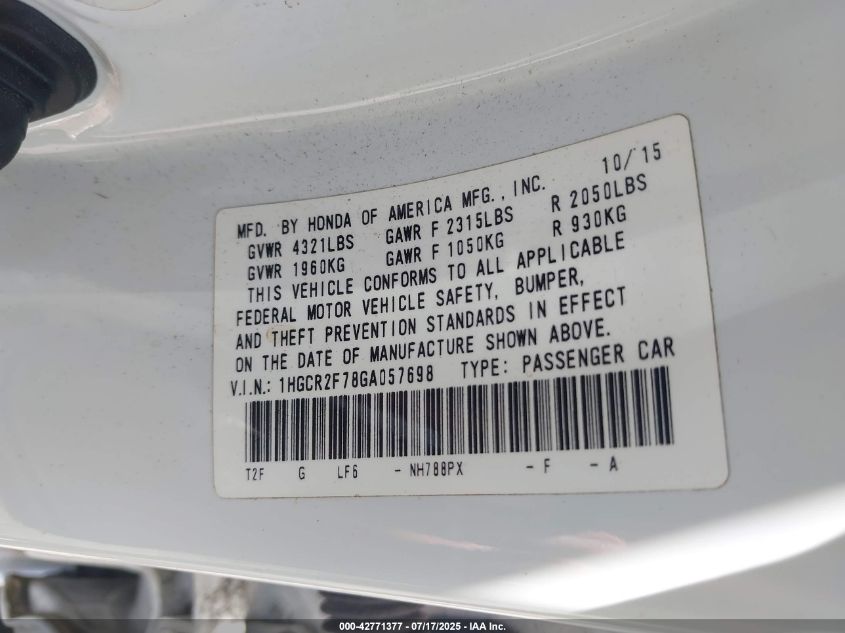 MFD. BY HONDA OF AMERICA MFG., INC. 10/'15
GVWR 4321LBS GAWR F 2315LBS R 2050LBS
GVWR 1960KG GAWR F 1050KG R 930KG
THIS VEHICLE CONFORMS TO ALL APPLICABLE
FEDERAL MOTOR VEHICLE SAFETY, BUMPER,
AND THEFT PREVENTION STANDARDS IN EFFECT
ON THE DATE OF MANUFACTURE SHOWN ABOVE.
V.I.N.: 1HGCR2F78GA057698 TYPE: PASSENGER CAR
T2F G LF6 - NH788PX - F - A
000-42771377 - 07/17/2025 - IAA Inc.